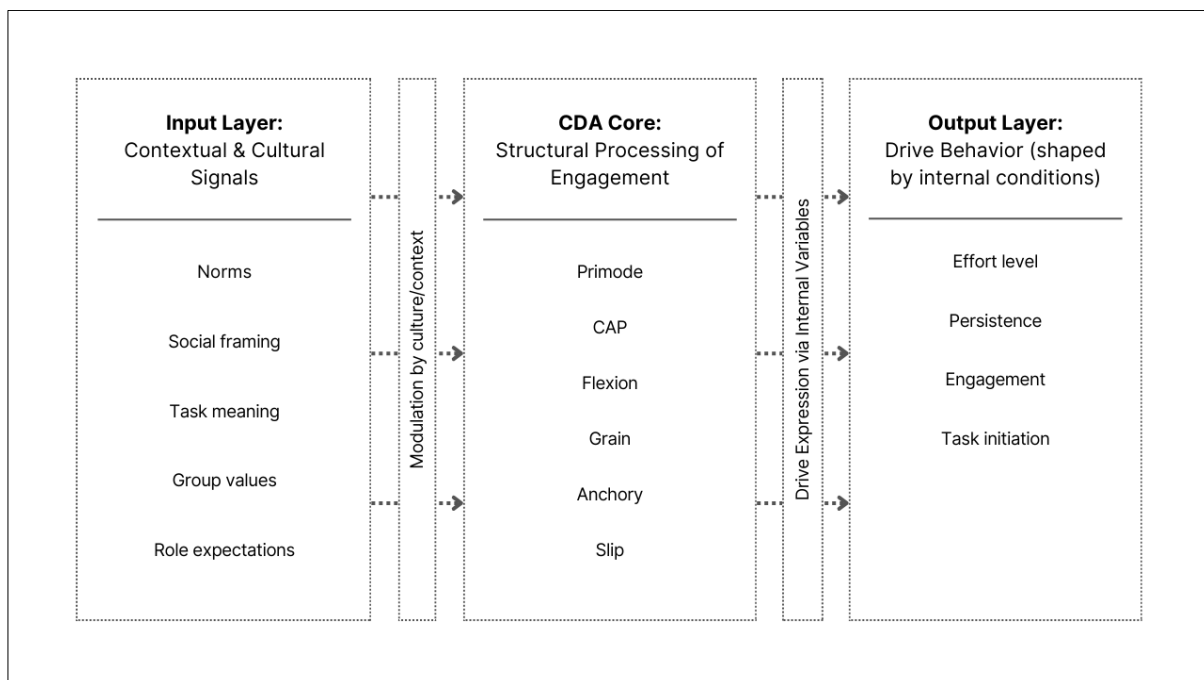 Input Layer:
Contextual & Cultural
Signals
Norms
Social framing
Task meaning
Group values
Role expectations
Modulation by culture/context
CDA Core:
Structural Processing of
Engagement
Primode
CAP
Flexion
Grain
Anchory
Slip
Drive Expression via Internal Variables
Output Layer:
Drive Behavior (shaped
by internal conditions)
Effort level
Persistence
Engagement
Task initiation